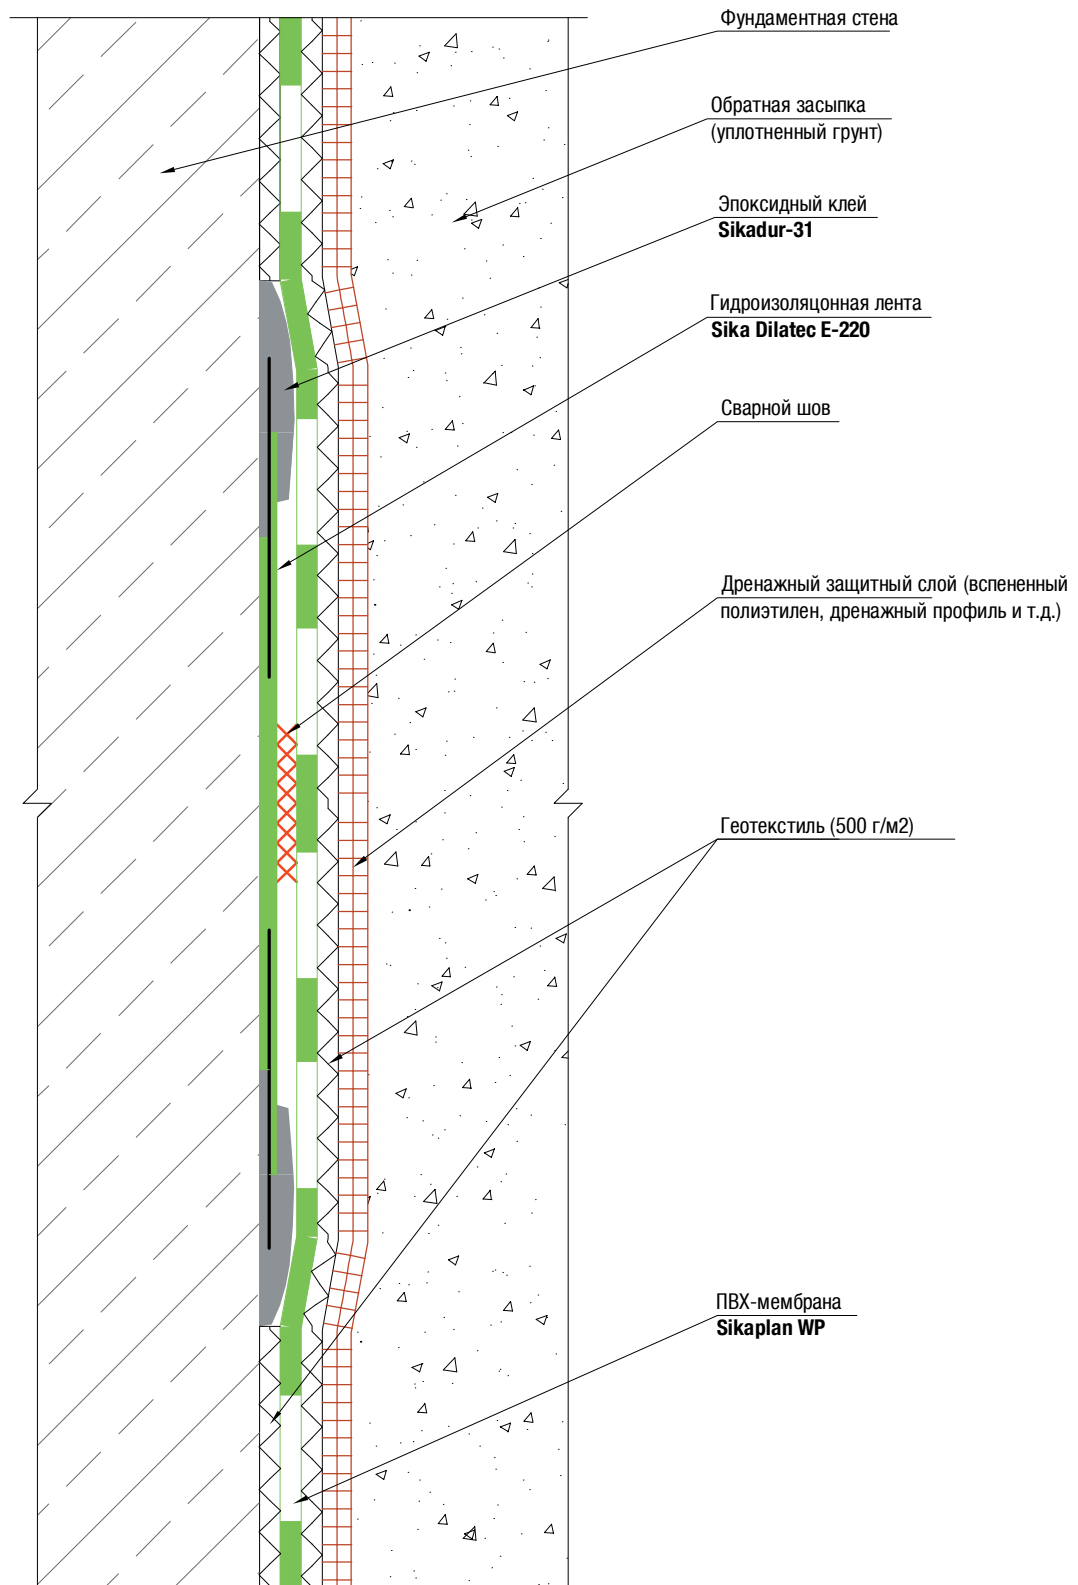 Фундаментная стена
Обратная засыпка
(уплотненный грунт)
Эпоксидный клей
Sikadur-31
Гидроизоляцонная лента
Sika Dilatec E-220
Сварной шов
Дренажный защитный слой (вспененный
полиэтилен, дренажный профиль и т.д.)
Геотекстиль (500 г/м2)
ПВХ-мембрана
Sikaplan WP